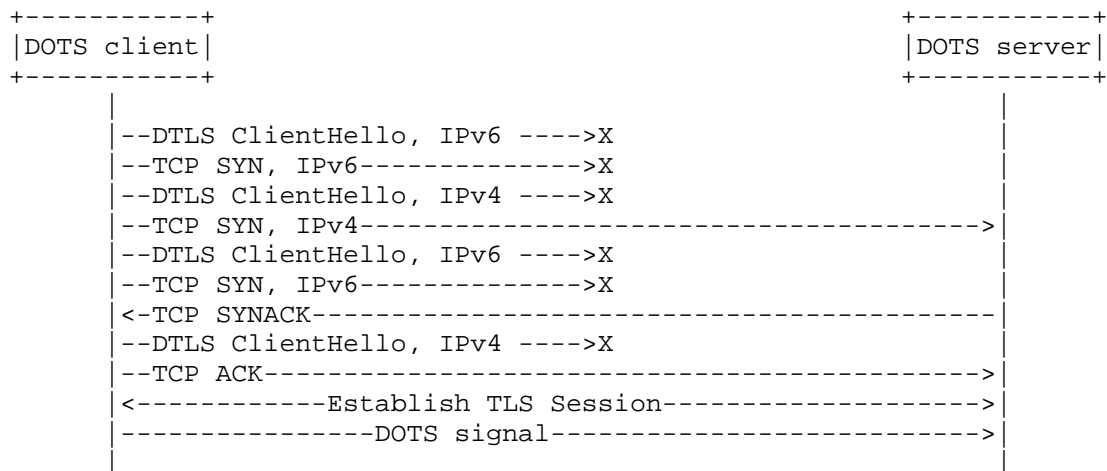 +-----------+                                            +-----------+
|DOTS client|                                            |DOTS server|
+-----------+                                            +-----------+
      |                                                        |
      |--DTLS ClientHello, IPv6 ---->X                         |
      |--TCP SYN, IPv6-------------->X                         |
      |--DTLS ClientHello, IPv4 ---->X                         |
      |--TCP SYN, IPv4--------------------------------------->|
      |--DTLS ClientHello, IPv6 ---->X                         |
      |--TCP SYN, IPv6-------------->X                         |
      |<-TCP SYNACK-------------------------------------------|
      |--DTLS ClientHello, IPv4 ---->X                         |
      |--TCP ACK--------------------------------------------->|
      |<------------Establish TLS Session-------------------->|
      |----------------DOTS signal--------------------------->|
      |                                                        |